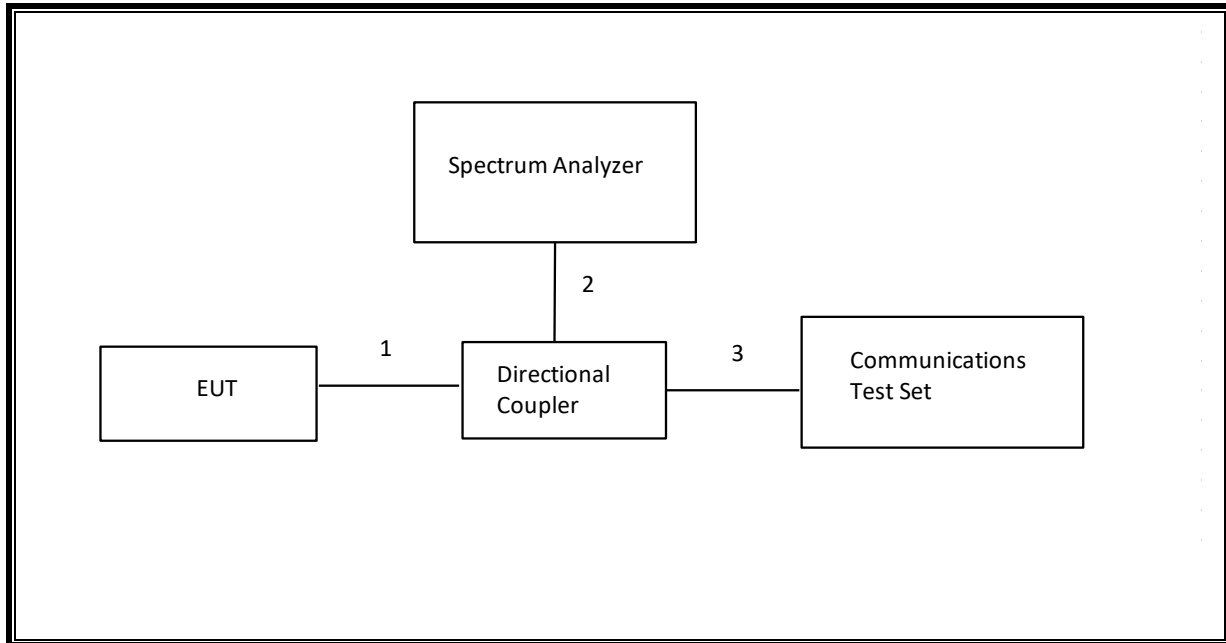 Spectrum Analyzer
2
1
3
EUT
Directional
Coupler
Communications
Test Set